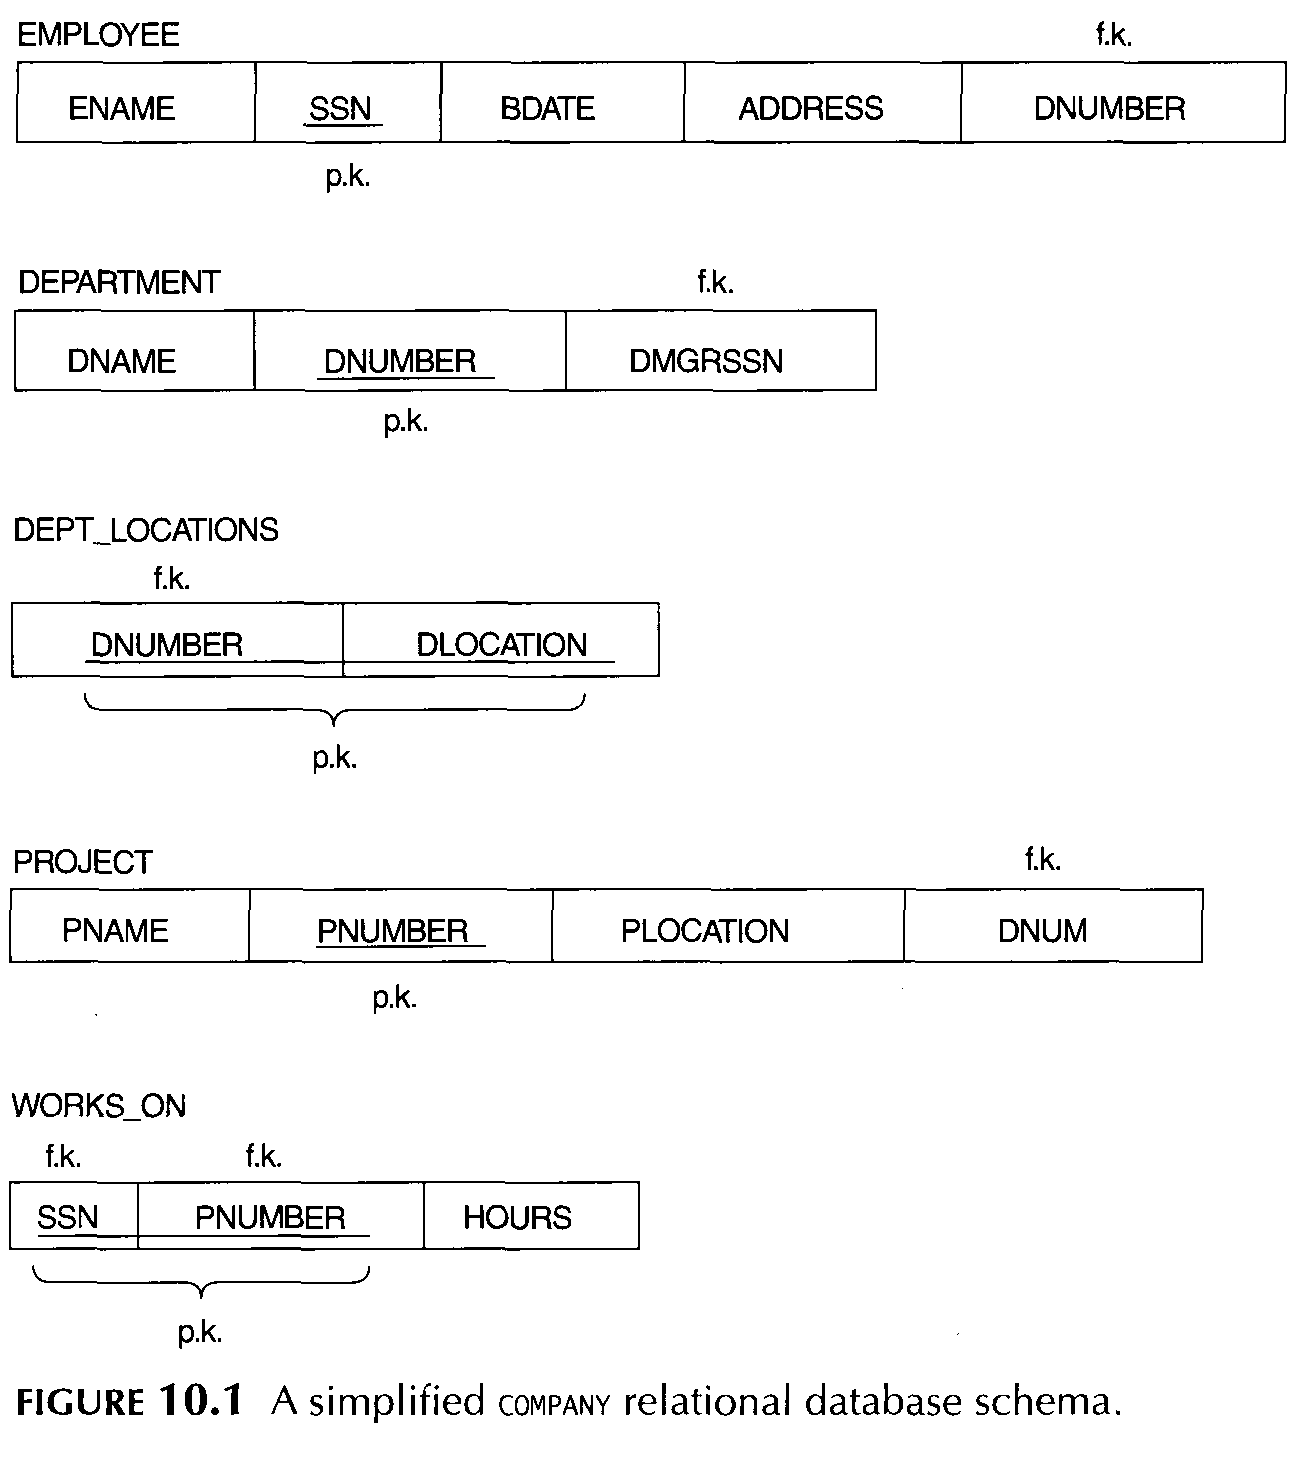 EMPLOYEE f.k.
ENAME SSN BDATE ADDRESS DNUMBER
p.k.
DEPARTMENT f.k.
DNAME DNUMBER DMGRSSN
p.k.
DEPT_LOCATIONS
f.k.
DNUMBER DLOCATION
p.k.
PROJECT f.k.
PNAME PNUMBER PLOCATION DNUM
p.k.
WORKS_ON
f.k. f.k.
SSN PNUMBER HOURS
p.k.
FIGURE 10.1 A simplified COMPANY relational database schema.